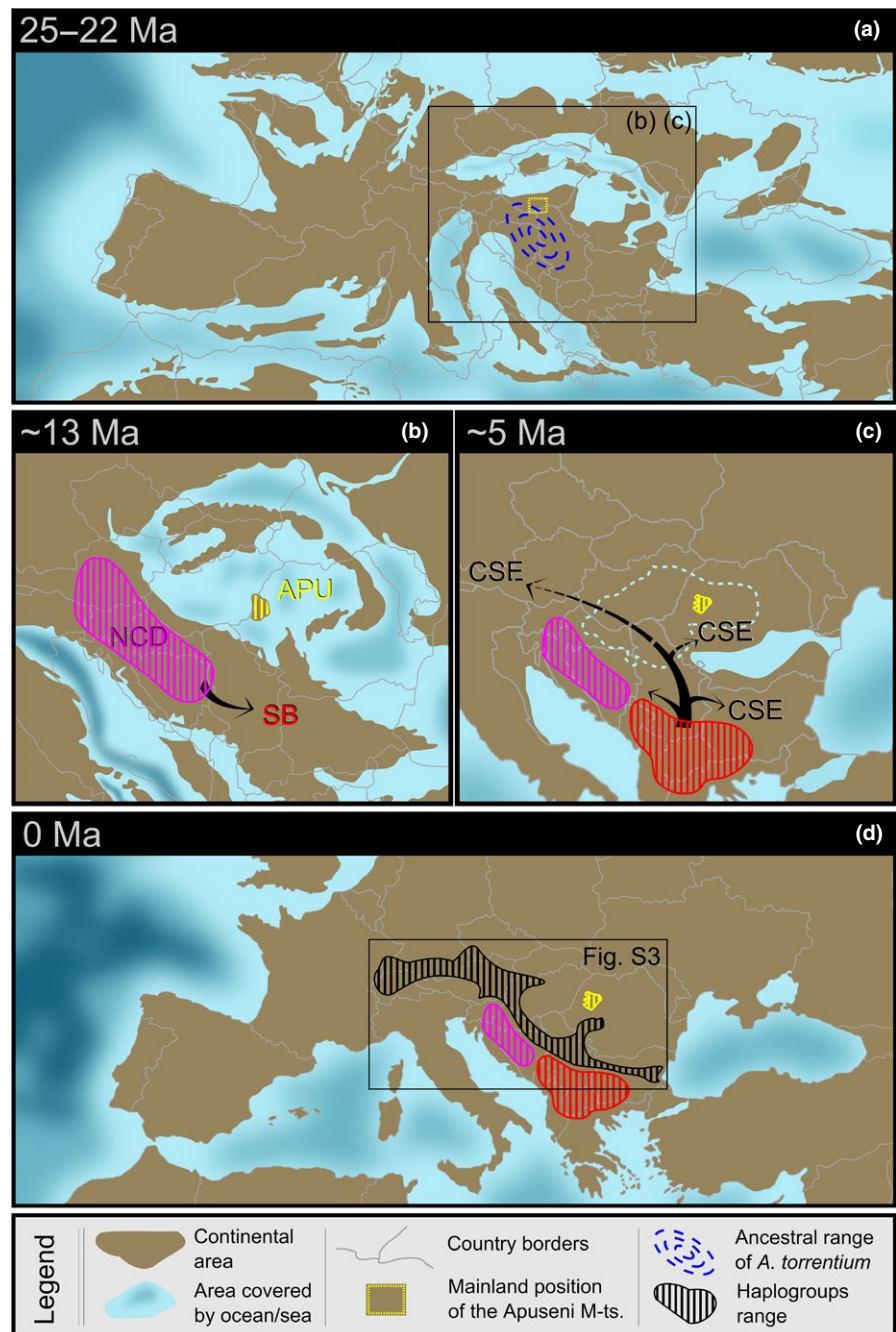 25–22 Ma (a)
(b) (c)
~13 Ma (b)
APU
NCD
SB
~5 Ma (c)
CSE
CSE
CSE
0 Ma (d)
Fig. S3
Legend
Continental
area
Area covered
by ocean/sea
Country borders
Mainland position
of the Apuseni M-ts.
Ancestral range
of A. torrentium
Haplogroups
range